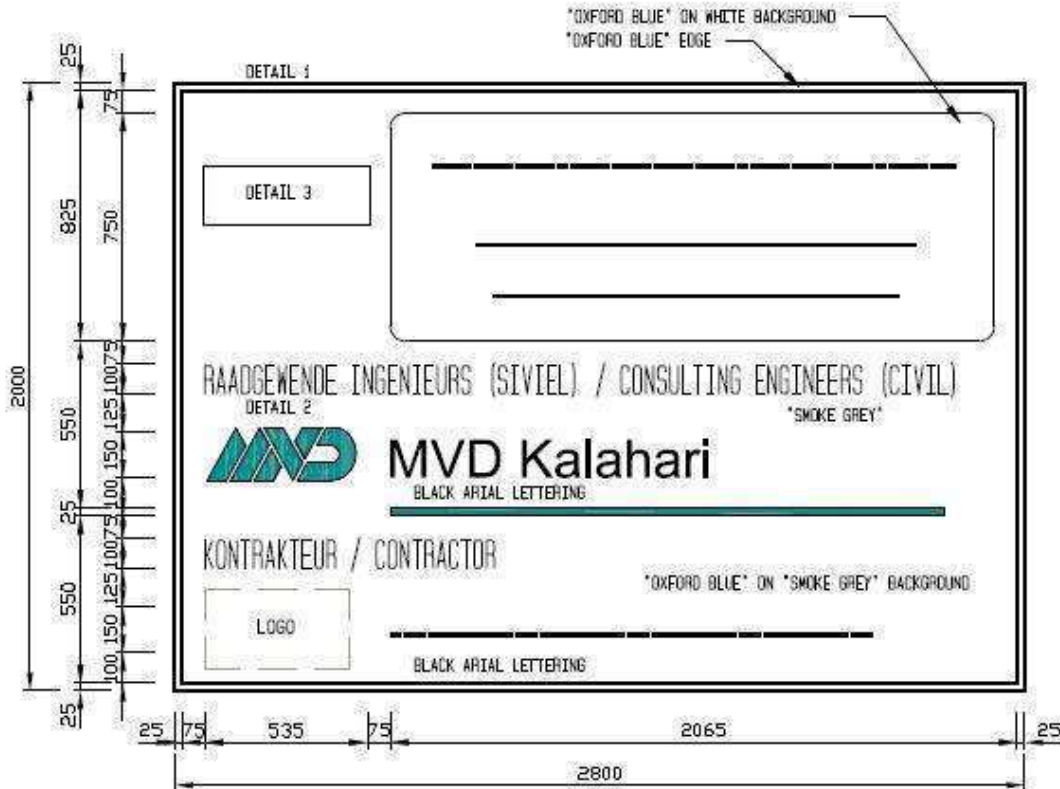 "OXFORD BLUE" ON WHITE BACKGROUND
"OXFORD BLUE" EDGE
DETAIL 1
DETAIL 3
RAADGEWENDE INGENIEURS (SIVIEL) / CONSULTING ENGINEERS (CIVIL)
DETAIL 2
"SMOKE GREY"
MVD
MVD Kalahari
BLACK ARIAL LETTERING
KONTRAKTEUR / CONTRACTOR
"OXFORD BLUE" ON "SMOKE GREY" BACKGROUND
LOGO
BLACK ARIAL LETTERING
2000
25
825
550
25
550
25
75
750
75
100
125
150
100
75
100
125
150
100
25 75 535 75 2065 25
2800